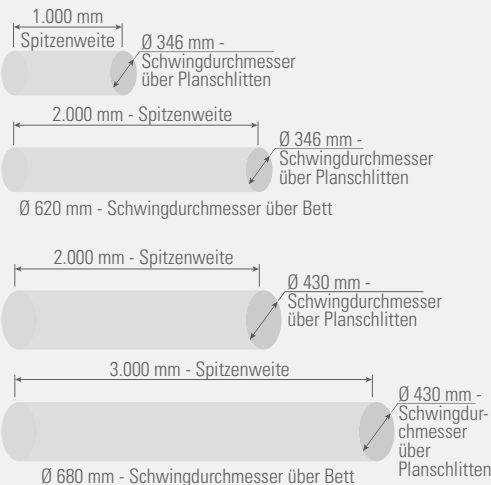 1.000 mm
Spitzenweite
Ø 346 mm -
Schwingdurchmesser
über Planschlitten
2.000 mm - Spitzenweite
Ø 346 mm -
Schwingdurchmesser
über Planschlitten
Ø 620 mm - Schwingdurchmesser über Bett
2.000 mm - Spitzenweite
Ø 430 mm -
Schwingdurchmesser
über Planschlitten
3.000 mm - Spitzenweite
Ø 430 mm -
Schwingdur-
chmesser
über
Planschlitten
Ø 680 mm - Schwingdurchmesser über Bett